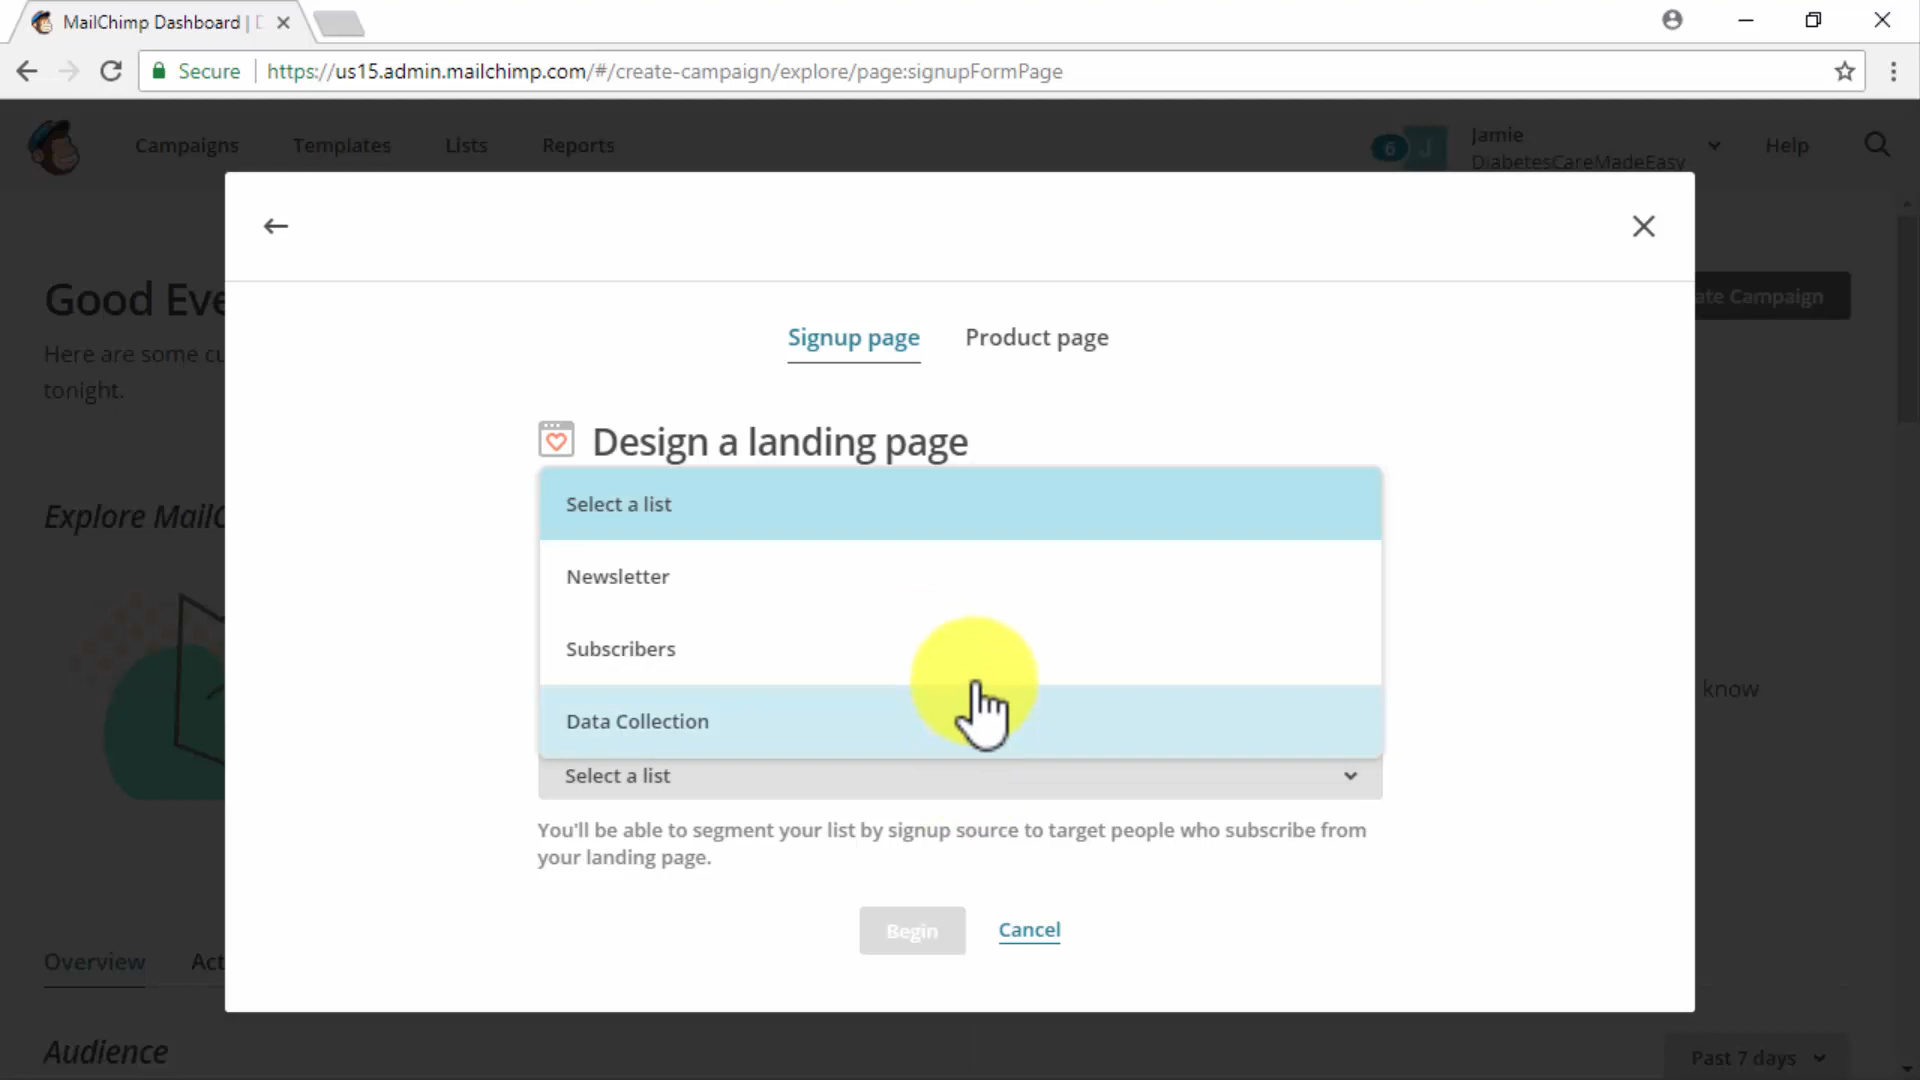 MailChimp Dashboard |
Secure
https://us15.admin.mailchimp.com/#/create-campaign/explore/page:signupFormPage
Campaigns
Templates
Lists
Reports
6
J
Jamie
DiabetesCareMadeEasy
Help
Good Eve
Here are some cu
tonight.
ate Campaign
Signup page
Product page
Design a landing page
Select a list
Newsletter
Subscribers
Data Collection
Select a list
You'll be able to segment your list by signup source to target people who subscribe from
your landing page.
Begin
Cancel
Explore MailC
know
Overview
Act
Audience
Past 7 days